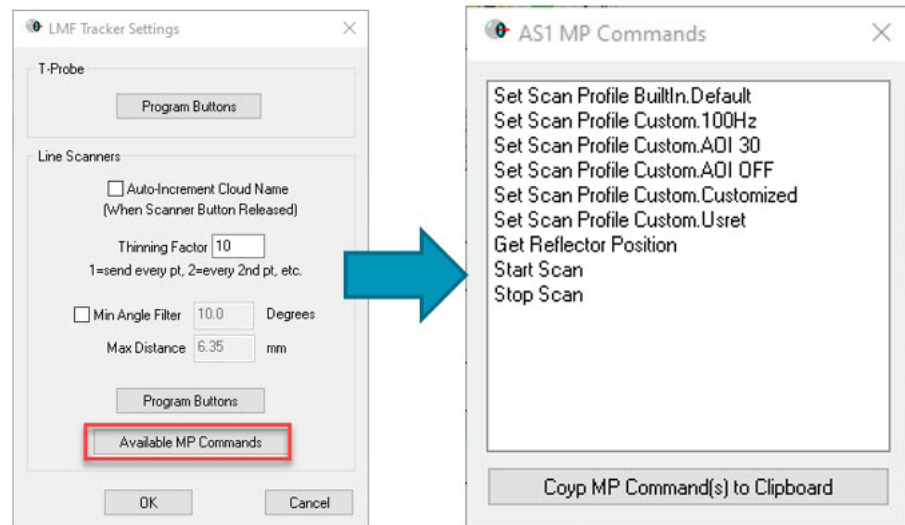 LMF Tracker Settings
T-Probe
Program Buttons
Line Scanners
Auto-Increment Cloud Name
(When Scanner Button Released)
Thinning Factor 10
1=send every pt, 2=every 2nd pt, etc.
Min Angle Filter 10.0 Degrees
Max Distance 6.35 mm
Program Buttons
Available MP Commands
OK Cancel
AS1 MP Commands
Set Scan Profile BuiltIn.Default
Set Scan Profile Custom.100Hz
Set Scan Profile Custom.AOI 30
Set Scan Profile Custom.AOI OFF
Set Scan Profile Custom.Customized
Set Scan Profile Custom.Usret
Get Reflector Position
Start Scan
Stop Scan
Coyp MP Command(s) to Clipboard